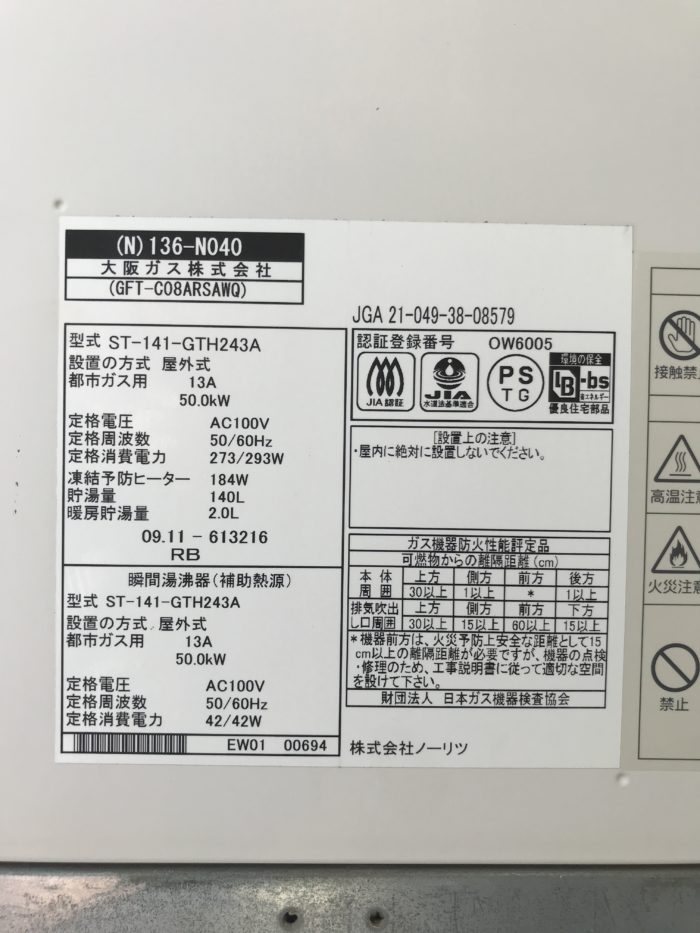 (N) 136-N040
大阪ガス株式会社
(GFT-C08ARSAWQ)
型式 ST-141-GTH243A
設置の方式 屋外式
都市ガス用 13A
50.0kW
定格電圧 AC100V
定格周波数 50/60Hz
定格消費電力 273/293W
凍結予防ヒーター 184W
貯湯量 140L
暖房貯湯量 2.0L
09.11 - 613216
RB
瞬間湯沸器(補助熱源)
型式 ST-141-GTH243A
設置の方式 屋外式
都市ガス用 13A
50.0kW
定格電圧 AC100V
定格周波数 50/60Hz
定格消費電力 42/42W
EW01 00694
JGA 21-049-38-08579
認証登録番号 OW6005
JIA認証
JIA
水道法基準適合
PS
TG
環境の保全
BL-bs
省エネルギー
優良住宅部品
[設置上の注意]
・屋内に絶対に設置しないでください。
ガス機器防火性能評定品
可燃物からの離隔距離(cm)
本体周囲 上方 側方 前方 後方
30以上 1以上 * 1以上
排気吹出し口周囲 上方 側方 前方 下方
30以上 15以上 60以上 15以上
*機器前方は、火災予防上安全な距離として15
cm以上の離隔距離が必要ですが、機器の点検
・修理のため、工事説明書に従って適切な空間
を設けて下さい。
財団法人 日本ガス機器検査協会
株式会社ノーリツ
接触禁止
高温注意
火災注意
禁止